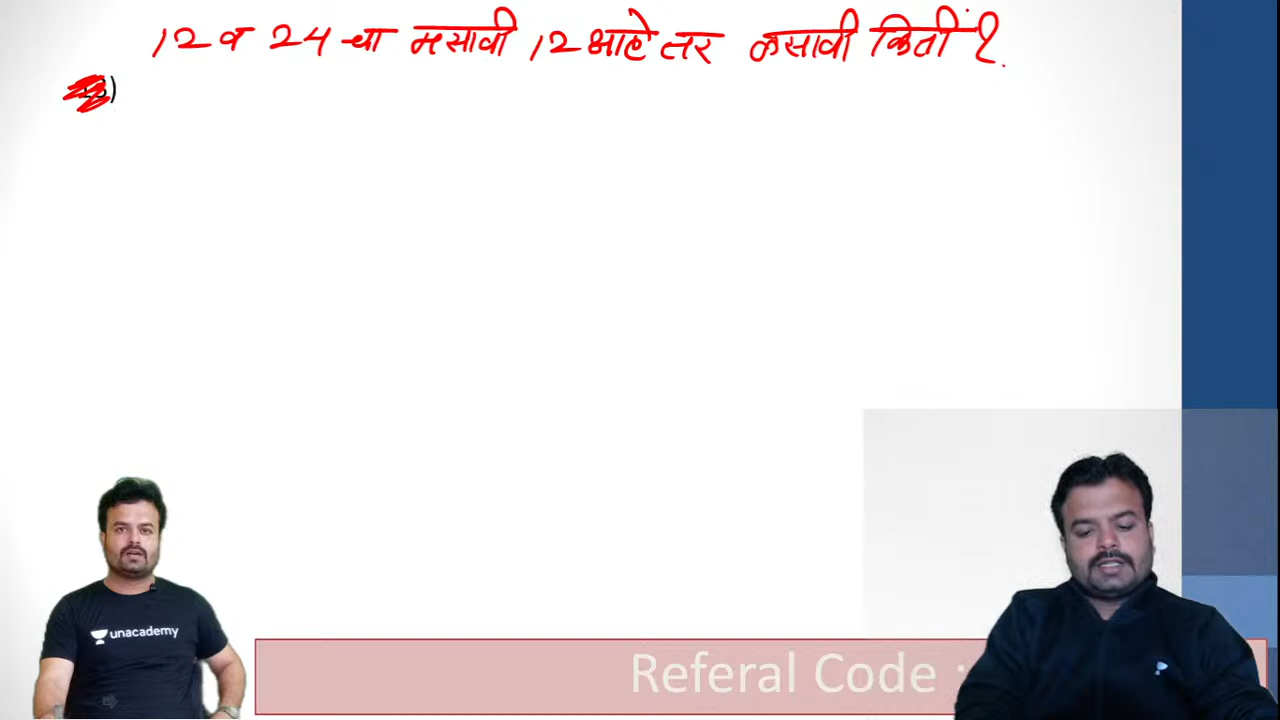 12 व 24 चा मसावी 12 आहे तर लसावी किती ?
unacademy
Referal Code :